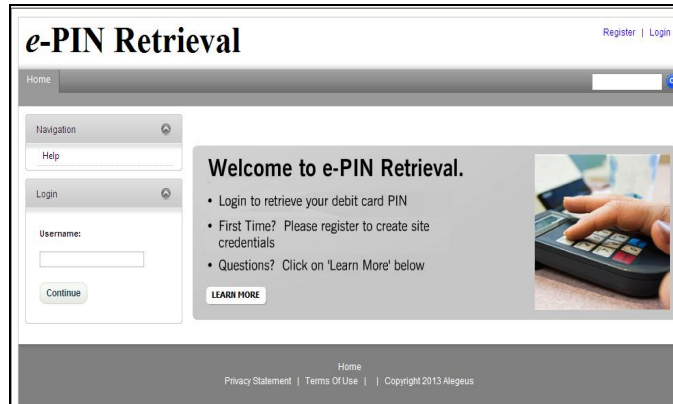 e-PIN Retrieval
Register | Login
Home
Navigation
Help
Login
Username:
Continue
Welcome to e-PIN Retrieval.
• Login to retrieve your debit card PIN
• First Time? Please register to create site
credentials
• Questons? Click on 'Learn More' below
LEARN MORE
Home
Privacy Statement | Terms Of Use | | Copyright 2013 Alegeus